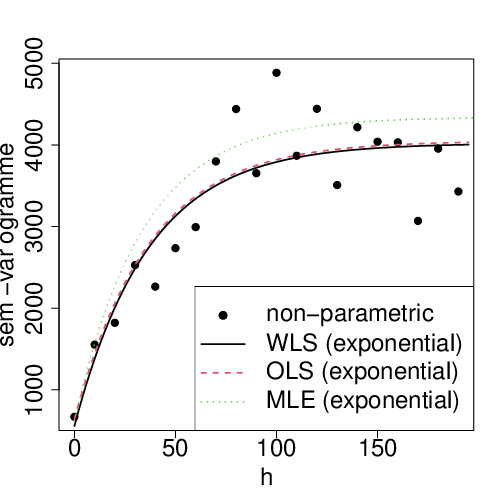 5000
4000
3000
2000
1000
sem −var ogramme
non−parametric
WLS (exponential)
OLS (exponential)
MLE (exponential)
0 50 100 150
h